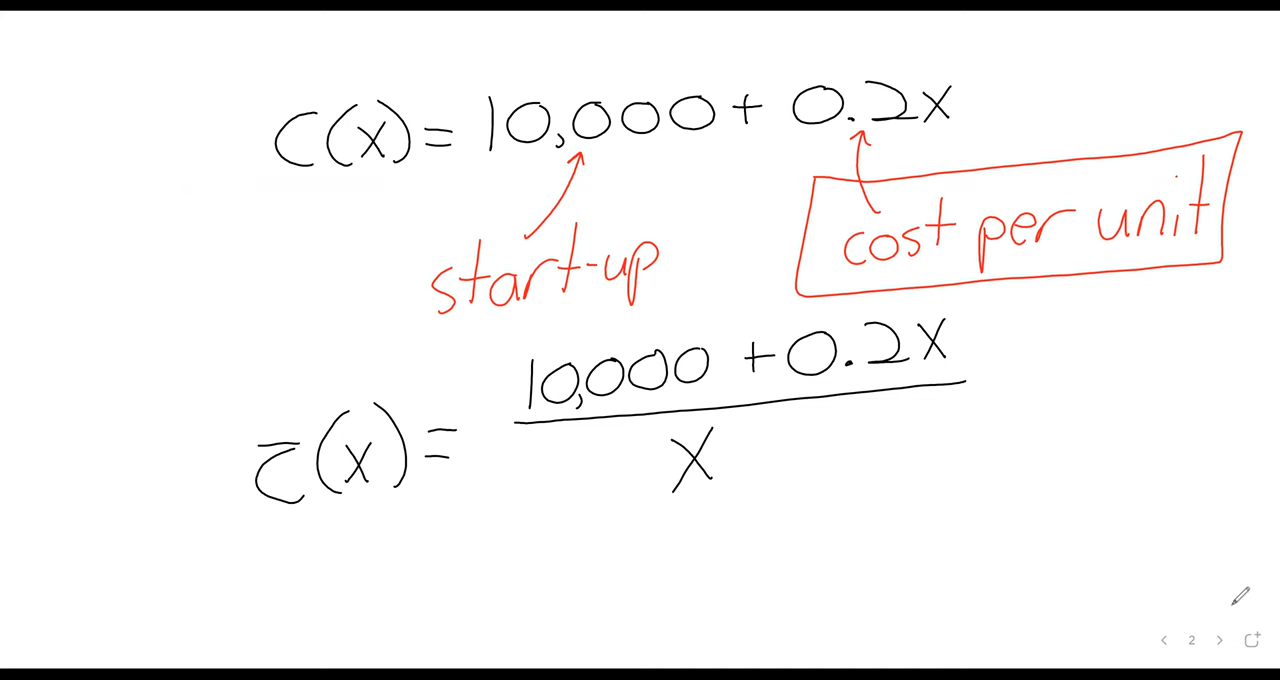 C(x) = 10,000 + 0.2x
cost per unit
start-up
10,000 + 0.2x
c̅(x) =
x
2